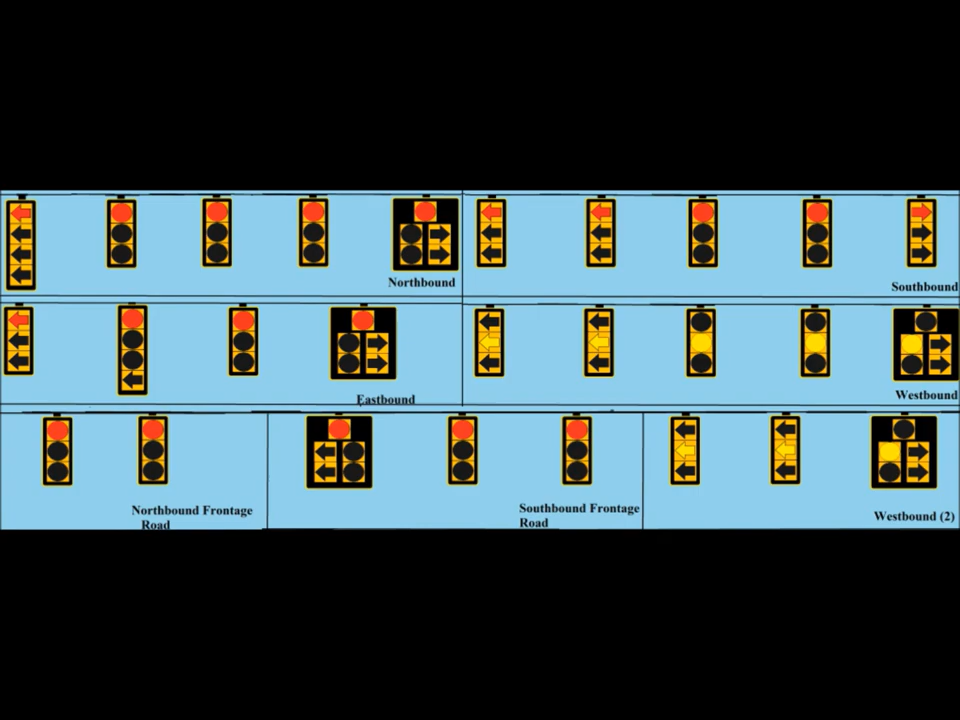 Northbound
Southbound
Eastbound
Westbound
Northbound Frontage
Road
Southbound Frontage
Road
Westbound (2)